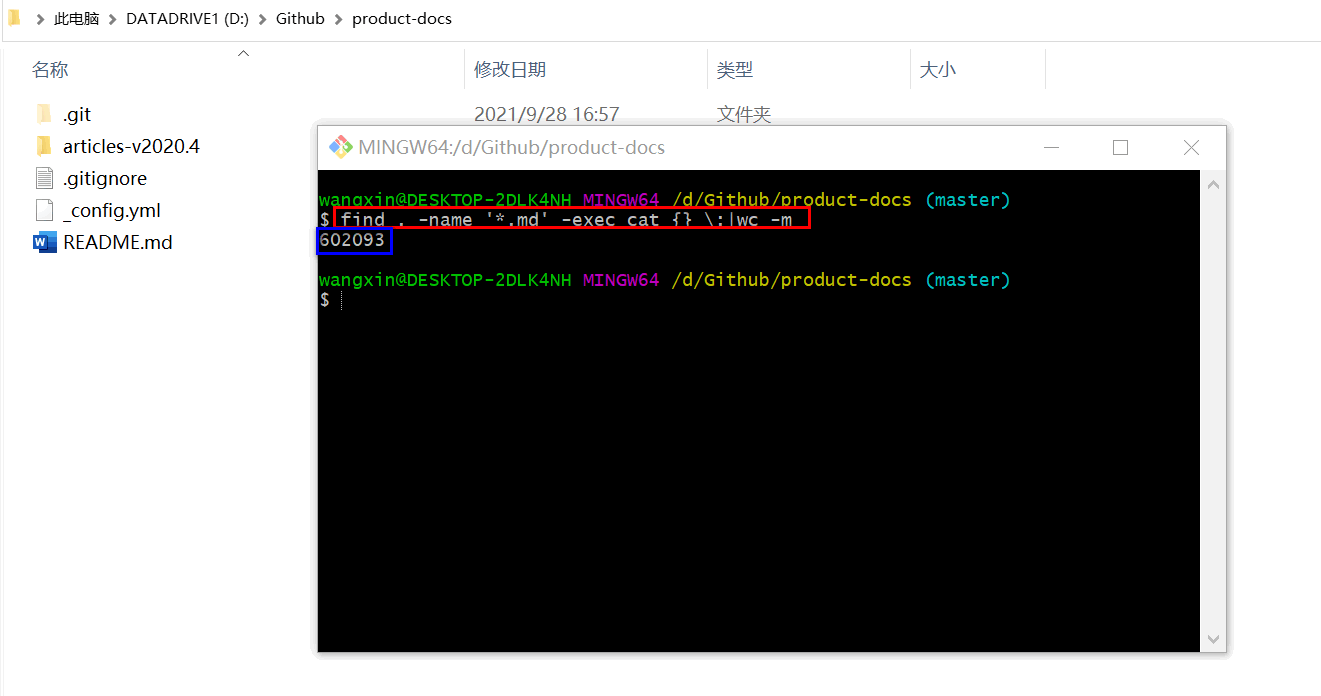 此电脑 > DATADRIVE1 (D:) > Github > product-docs
名称 修改日期 类型 大小
.git 2021/9/28 16:57 文件夹
articles-v2020.4
.gitignore
_config.yml
README.md
MINGW64:/d/Github/product-docs
wangxin@DESKTOP-2DLK4NH MINGW64 /d/Github/product-docs (master)
$ find . -name '*.md' -exec cat {} \;|wc -m
602093
wangxin@DESKTOP-2DLK4NH MINGW64 /d/Github/product-docs (master)
$